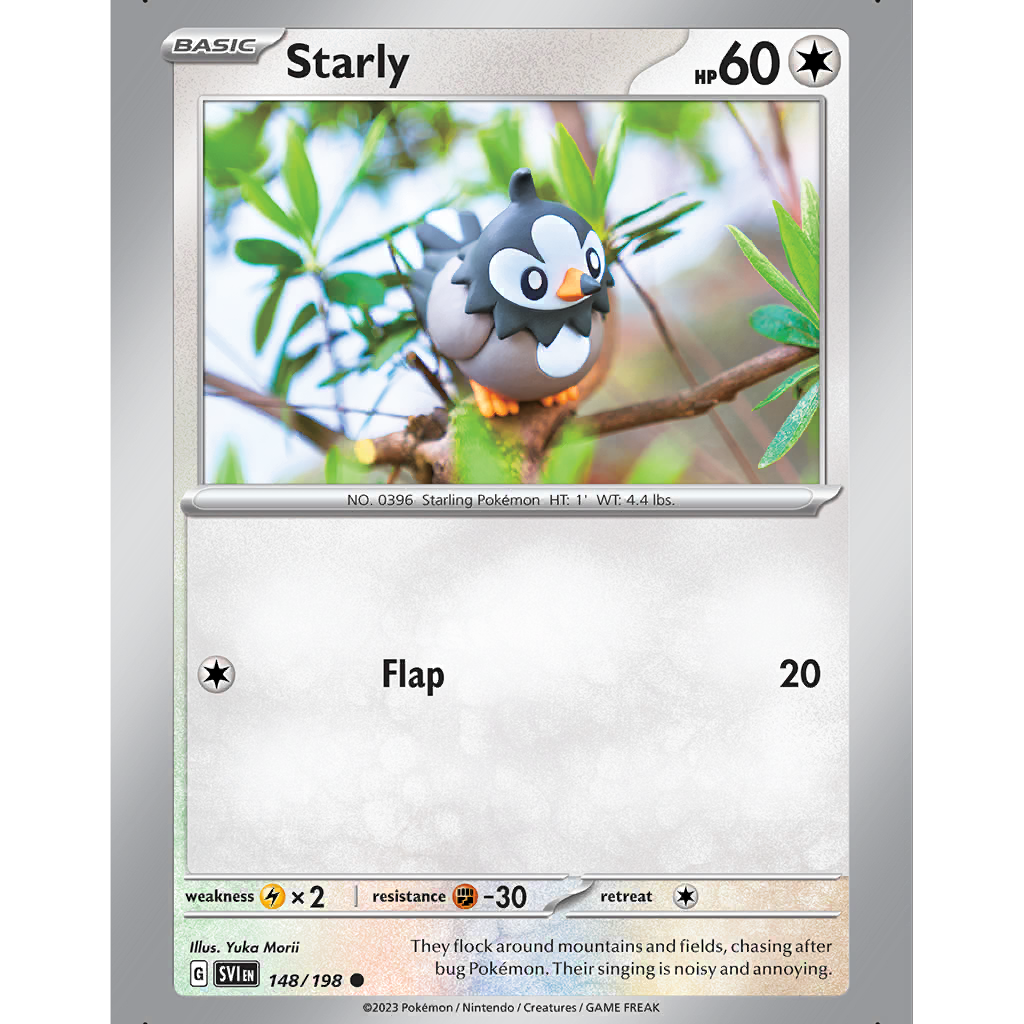 BASIC Starly HP 60
NO. 0396 Starling Pokémon HT: 1' WT: 4.4 lbs.
Flap 20
weakness ×2 resistance -30 retreat
Illus. Yuka Morii
They flock around mountains and fields, chasing after
bug Pokémon. Their singing is noisy and annoying.
G SVI EN 148/198
©2023 Pokémon / Nintendo / Creatures / GAME FREAK